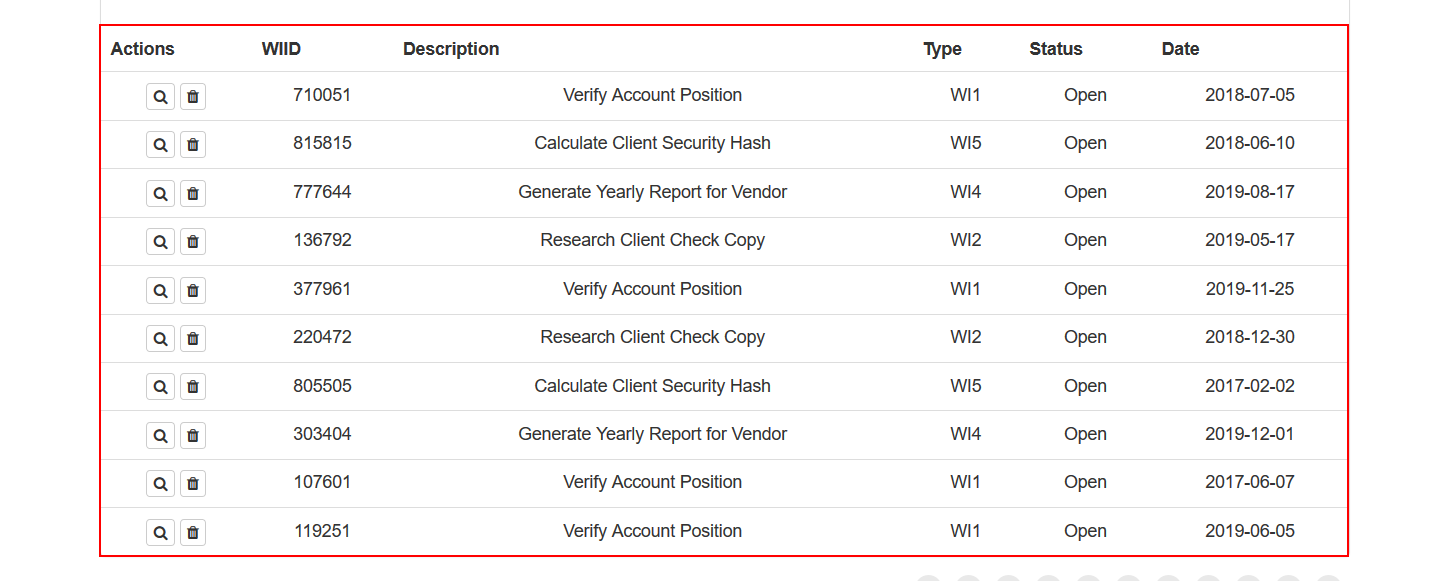 Actions WIID Description Type Status Date
710051 Verify Account Position WI1 Open 2018-07-05
815815 Calculate Client Security Hash WI5 Open 2018-06-10
777644 Generate Yearly Report for Vendor WI4 Open 2019-08-17
136792 Research Client Check Copy WI2 Open 2019-05-17
377961 Verify Account Position WI1 Open 2019-11-25
220472 Research Client Check Copy WI2 Open 2018-12-30
805505 Calculate Client Security Hash WI5 Open 2017-02-02
303404 Generate Yearly Report for Vendor WI4 Open 2019-12-01
107601 Verify Account Position WI1 Open 2017-06-07
119251 Verify Account Position WI1 Open 2019-06-05